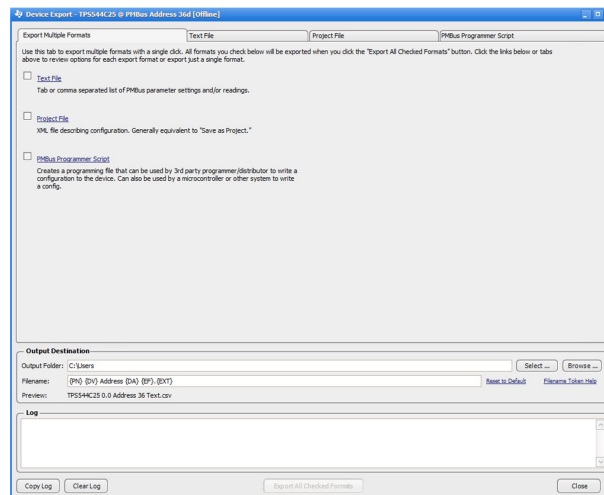 Device Export - TPS544C25 @ PMBus Address 36d [Offline]
Export Multiple Formats
Text File
Project File
PMBus Programmer Script
Use this tab to export multiple formats with a single click. All formats you check below will be exported when you click the "Export All Checked Formats" button. Click the links below or tabs
above to review options for each export format or export just a single format.
Text File
Tab or comma separated list of PMBus parameter settings and/or readings.
Project File
XML file describing configuration. Generally equivalent to "Save as Project."
PMBus Programmer Script
Creates a programming file that can be used by 3rd party programmer/distributor to write a
configuration to the device. Can also be used by a microcontroller or other system to write
a config.
Output Destination
Output Folder: C:\Users
Select ...
Browse ...
Filename: {PN} {DV} Address {DA} {EF}.{EXT}
Reset to Default
Filename Token Help
Preview: TPS544C25 0.0 Address 36 Text.csv
Log
Copy Log
Clear Log
Export All Checked Formats
Close